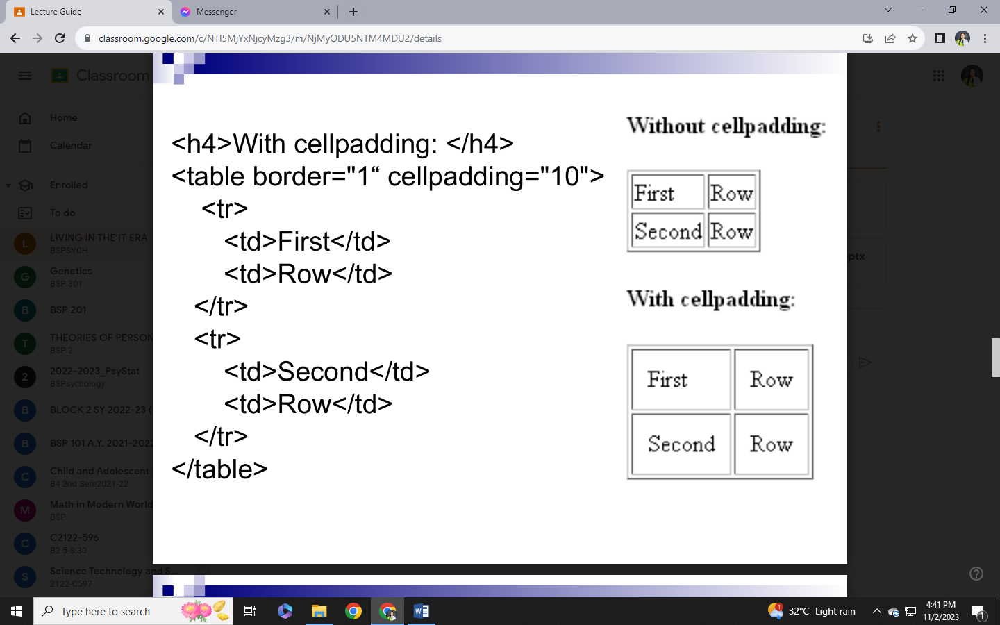 Lecture Guide
Messenger
classroom.google.com/c/NTI5MjYxNjcyMzg3/m/NjMyODU5NTM4MDU2/details
Classroom
Home
Calendar
Enrolled
To do
L
LIVING IN THE IT ERA
BSPSYCH
G
Genetics
BSP 301
B
BSP 201
T
THEORIES OF PERSON
BSP 2
2
2022-2023_PsyStat
BSPsychology
B
BLOCK 2 SY 2022-23 (
B
BSP 101 A.Y. 2021-2022
C
Child and Adolescent
B4 2nd Sem2021-22
M
Math in Modern World
BSP
C
C2122-596
B2 5-8:30
S
Science Technology and S...
2122-C597
<h4>With cellpadding: </h4>
<table border="1“ cellpadding="10">
<tr>
<td>First</td>
<td>Row</td>
</tr>
<tr>
<td>Second</td>
<td>Row</td>
</tr>
</table>
Without cellpadding:
First Row
Second Row
With cellpadding:
First Row
Second Row
ptx
Type here to search
1
32°C Light rain
4:41 PM
11/2/2023
1